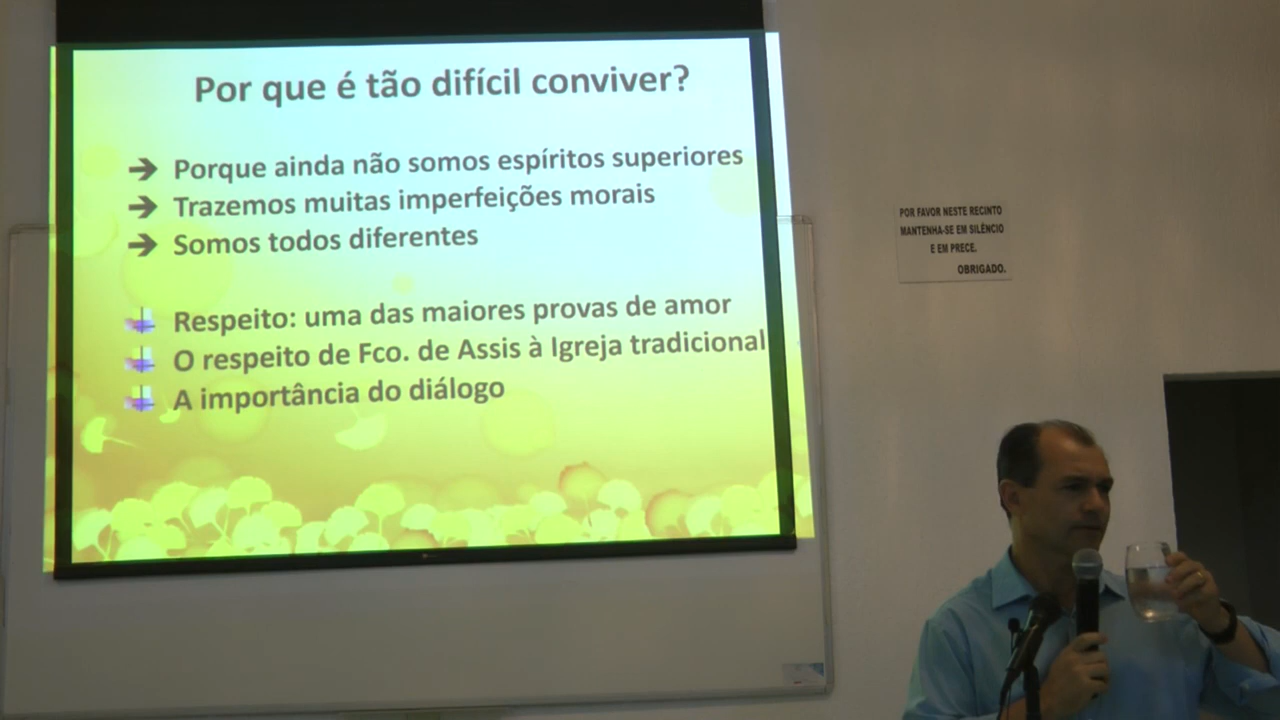 Por que é tão difícil conviver?
Porque ainda não somos espíritos superiores
Trazemos muitas imperfeições morais
Somos todos diferentes
Respeito: uma das maiores provas de amor
O respeito de Fco. de Assis à Igreja tradicional
A importância do diálogo
POR FAVOR NESTE RECINTO
MANTENHA-SE EM SILÊNCIO
E EM PRECE.
OBRIGADO.